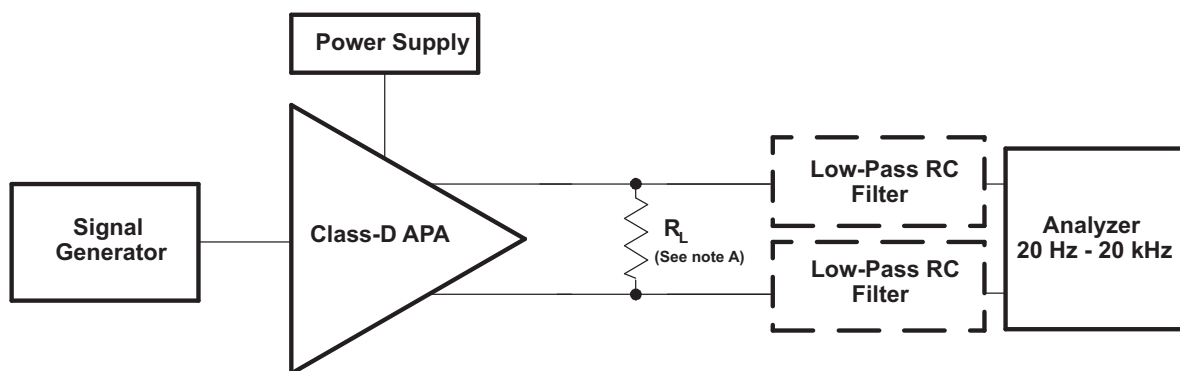 Power Supply
Signal
Generator
Class-D APA
R_L
(See note A)
Low-Pass RC
Filter
Low-Pass RC
Filter
Analyzer
20 Hz - 20 kHz